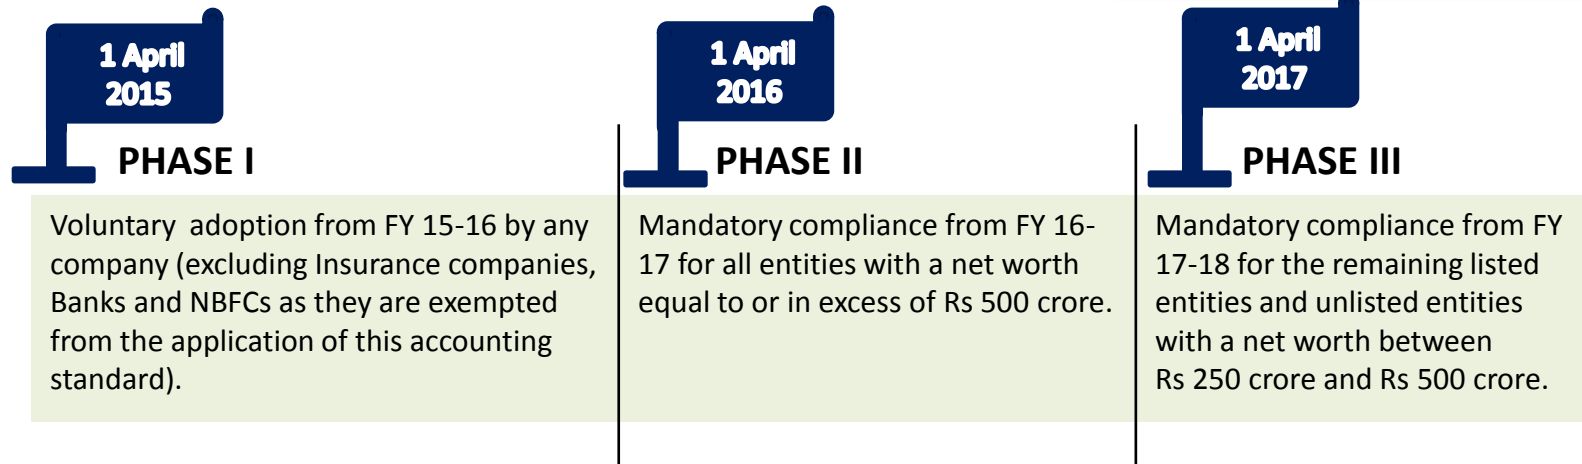 1 April
2015
PHASE I
Voluntary adoption from FY 15-16 by any
company (excluding Insurance companies,
Banks and NBFCs as they are exempted
from the application of this accounting
standard).
1 April
2016
PHASE II
Mandatory compliance from FY 16-
17 for all entities with a net worth
equal to or in excess of Rs 500 crore.
1 April
2017
PHASE III
Mandatory compliance from FY
17-18 for the remaining listed
entities and unlisted entities
with a net worth between
Rs 250 crore and Rs 500 crore.